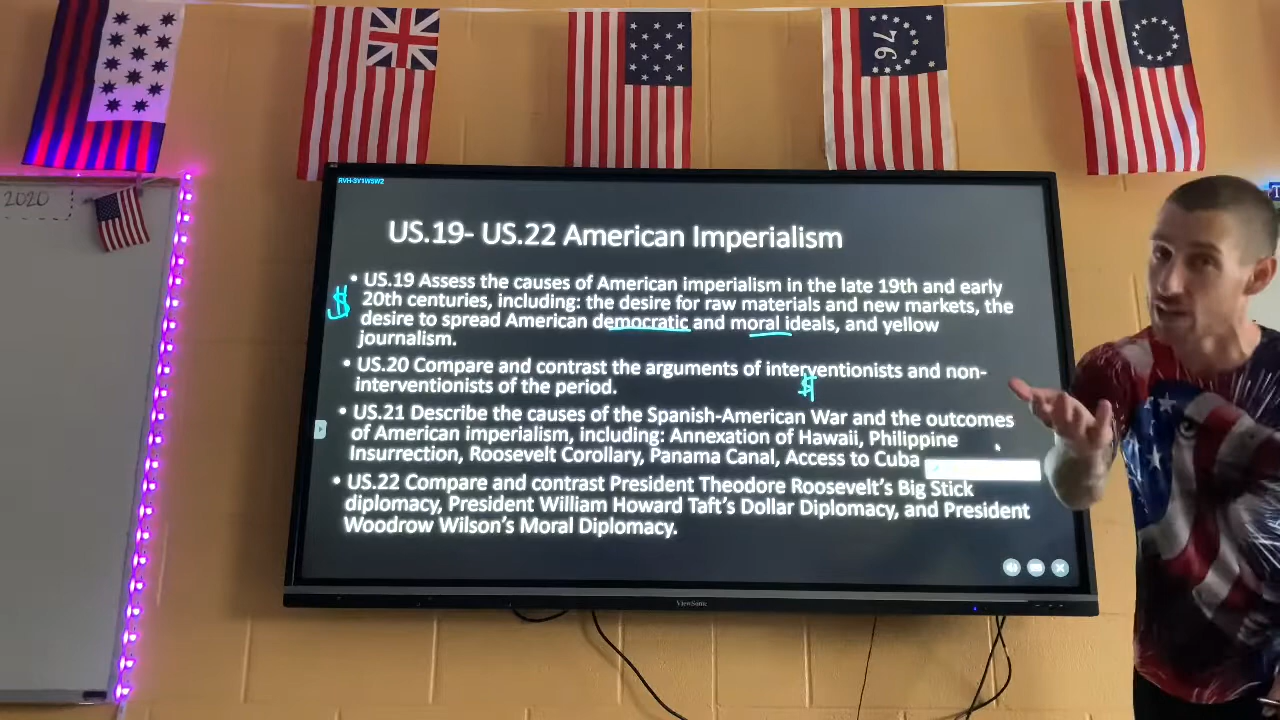 76
2020
RVH-SY1W5W2
US.19- US.22 American Imperialism
• US.19 Assess the causes of American imperialism in the late 19th and early
$ 20th centuries, including: the desire for raw materials and new markets, the
desire to spread American democratic and moral ideals, and yellow
journalism.
• US.20 Compare and contrast the arguments of interventionists and non-
interventionists of the period.
$
• US.21 Describe the causes of the Spanish-American War and the outcomes
of American imperialism, including: Annexation of Hawaii, Philippine
Insurrection, Roosevelt Corollary, Panama Canal, Access to Cuba
• US.22 Compare and contrast President Theodore Roosevelt's Big Stick
diplomacy, President William Howard Taft's Dollar Diplomacy, and President
Woodrow Wilson's Moral Diplomacy.
ViewSonic